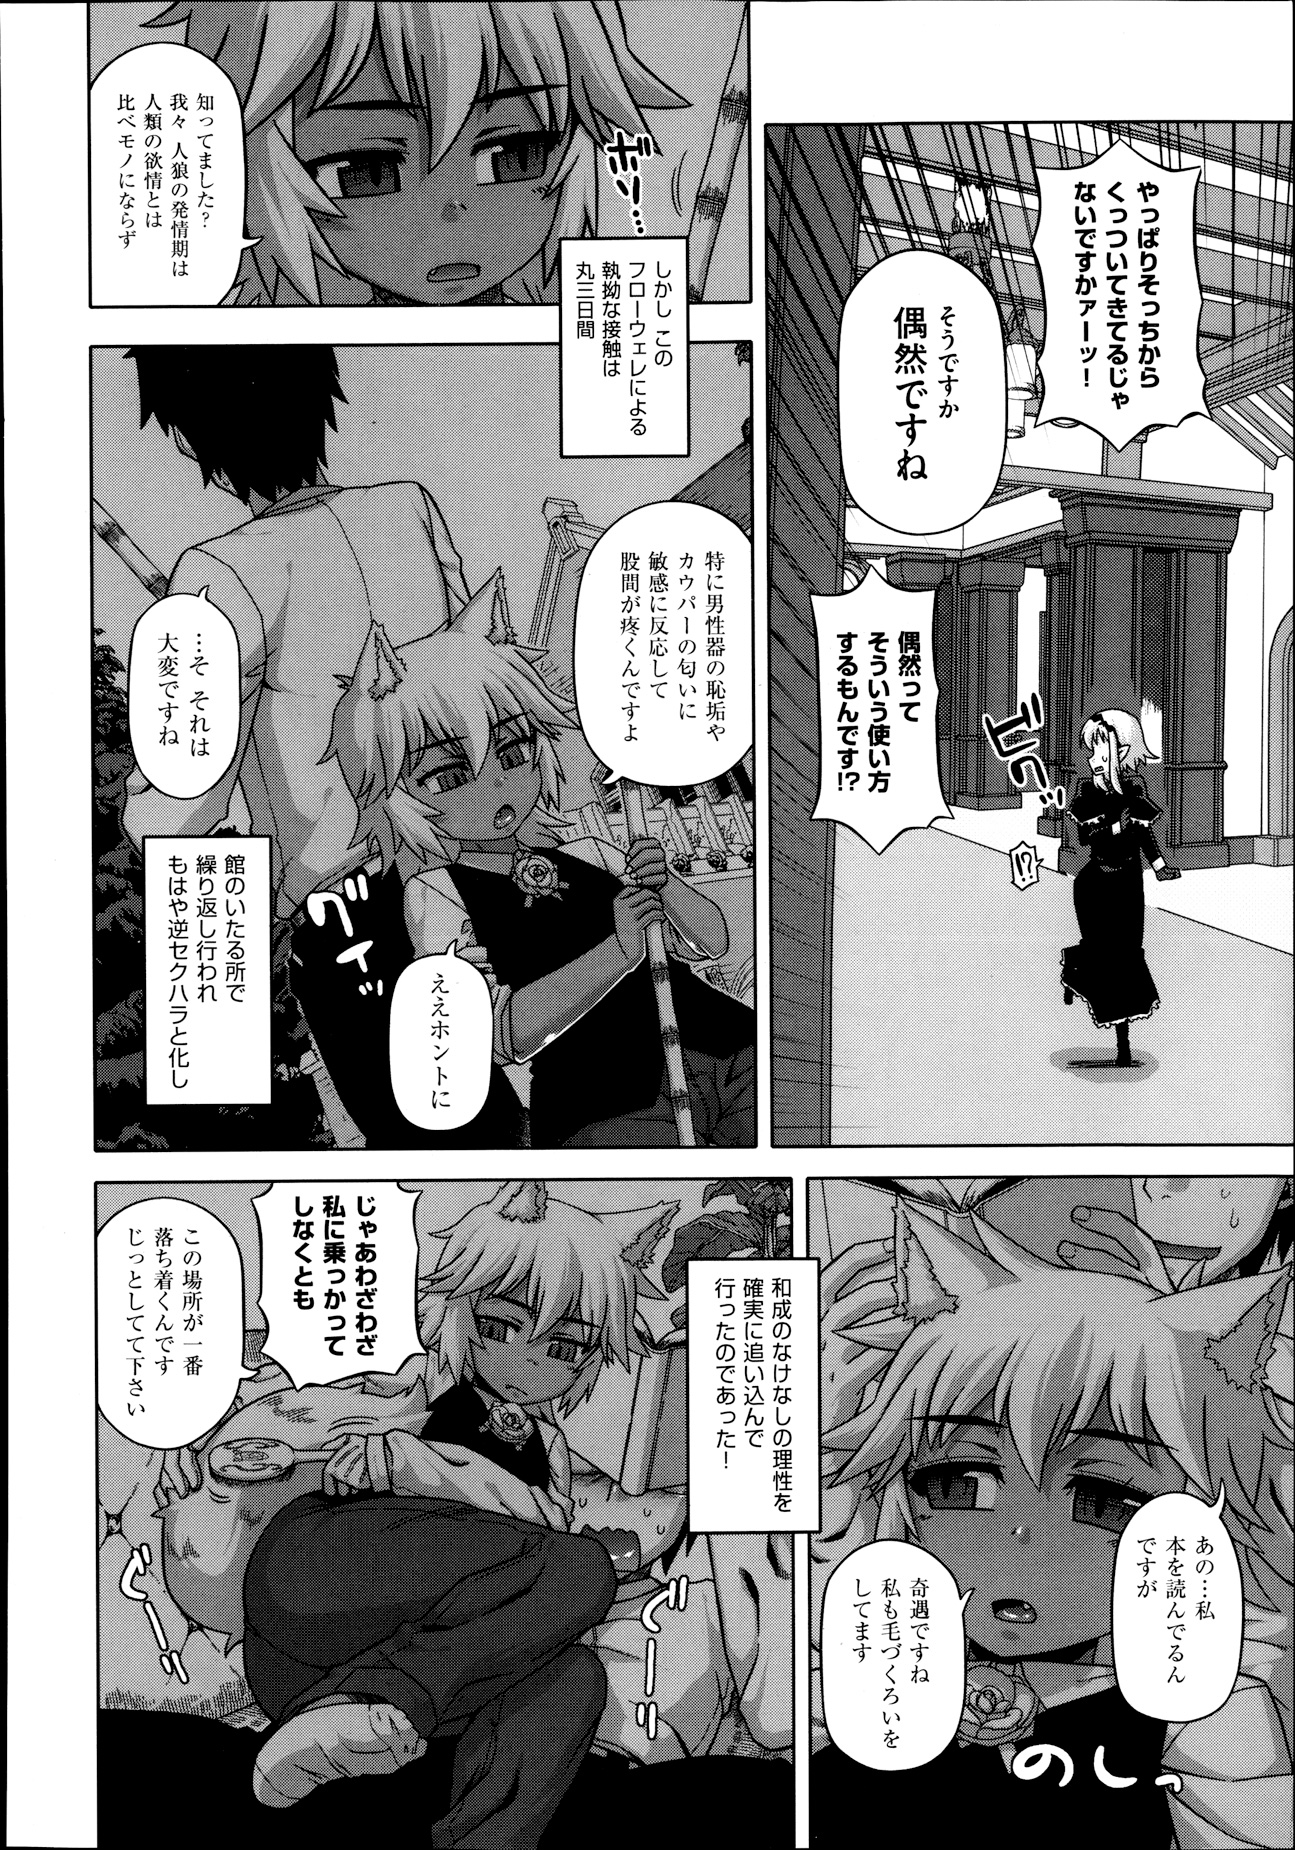 やっぱりそっちから
くっついてきてるじゃ
ないですかァーッ！
そうですか
偶然ですね
偶然って
そういう使い方
するもんです!?
ニュッ
!?
ボソ…
知ってました？
我々 人狼の発情期は
人類の欲情とは
比べモノにならず
しかし この
フローウェレによる
執拗な接触は
丸三日間
特に男性器の恥垢や
カウパーの匂いに
敏感に反応して
股間が疼くんですよ
…そ それは
大変ですね
グイ
ええホントに
館のいたる所で
繰り返し行われ
もはや逆セクハラと化し
あの…私
本を読んでるん
ですが
奇遇ですね
私も毛づくろいを
してます
のしっ
和成のなけなしの理性を
確実に追い込んで
行ったのであった！
じゃあわざわざ
私に乗っかって
しなくとも
この場所が一番
落ち着くんです
じっとしてて下さい